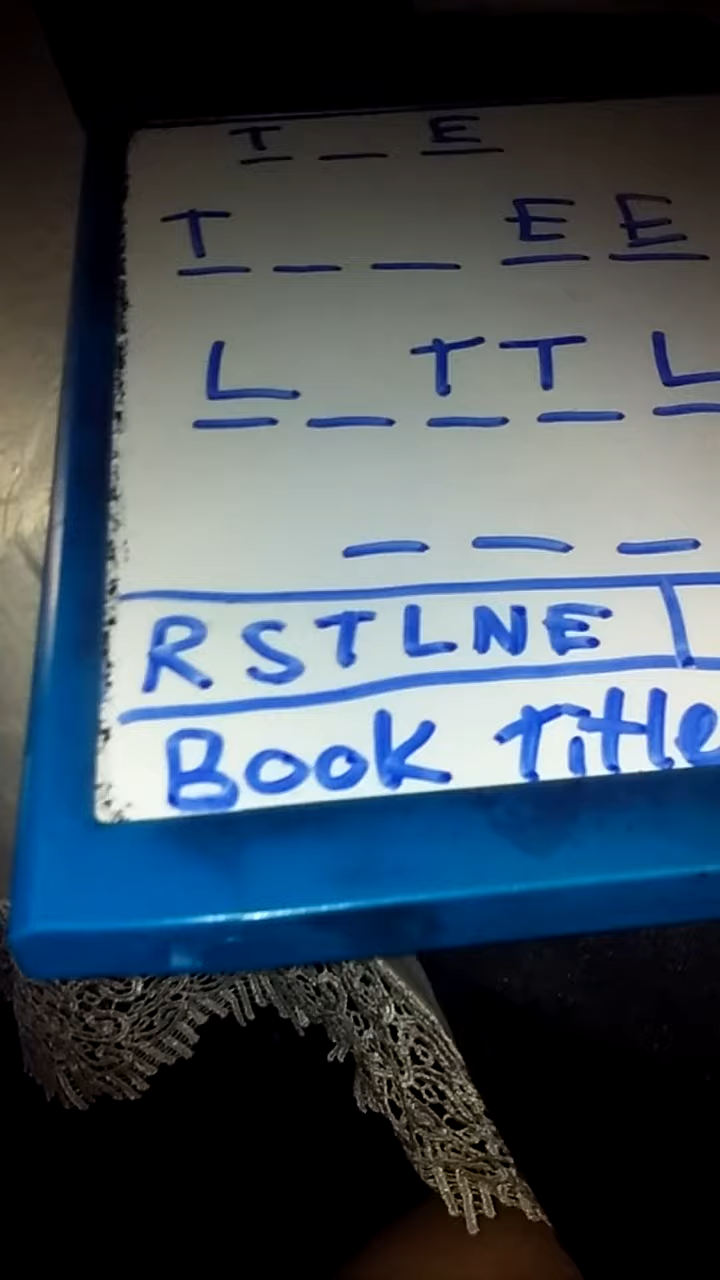 T _ E
T _ _ E E
L _ T T L
_ _ _
RSTLNE
Book Title